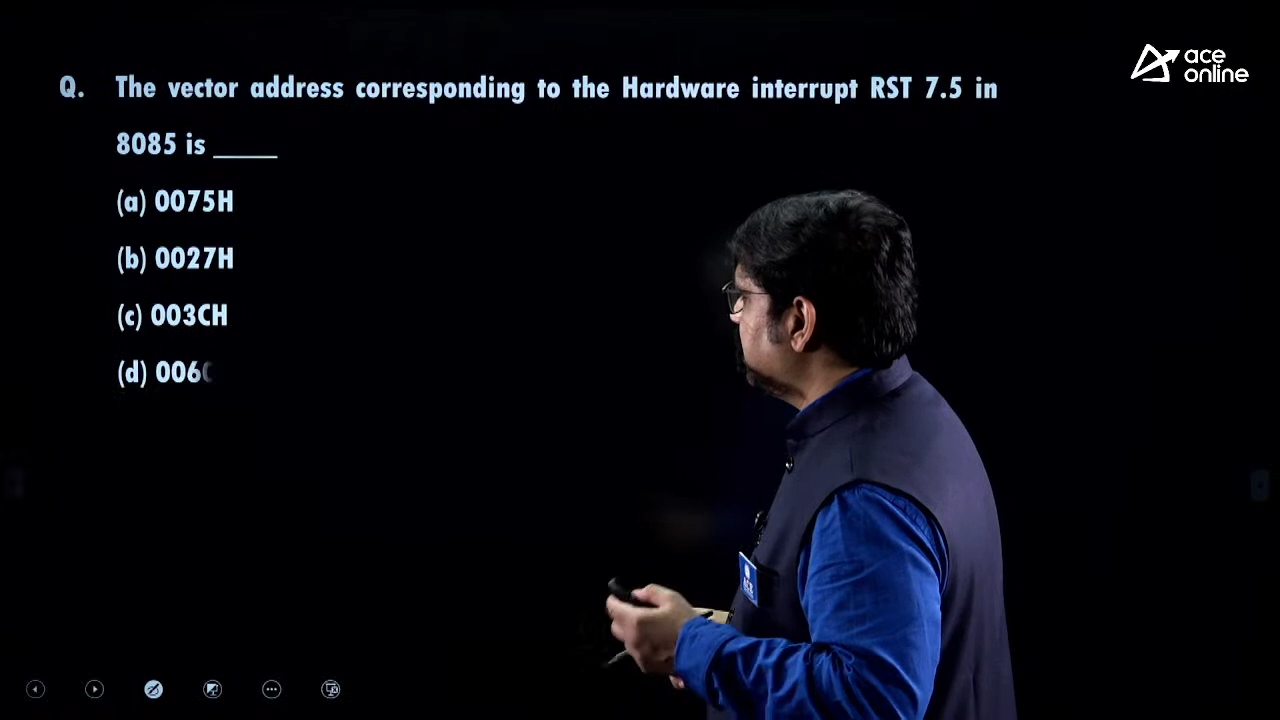 ace
online
Q. The vector address corresponding to the Hardware interrupt RST 7.5 in
8085 is _____
(a) 0075H
(b) 0027H
(c) 003CH
(d) 006
ACE